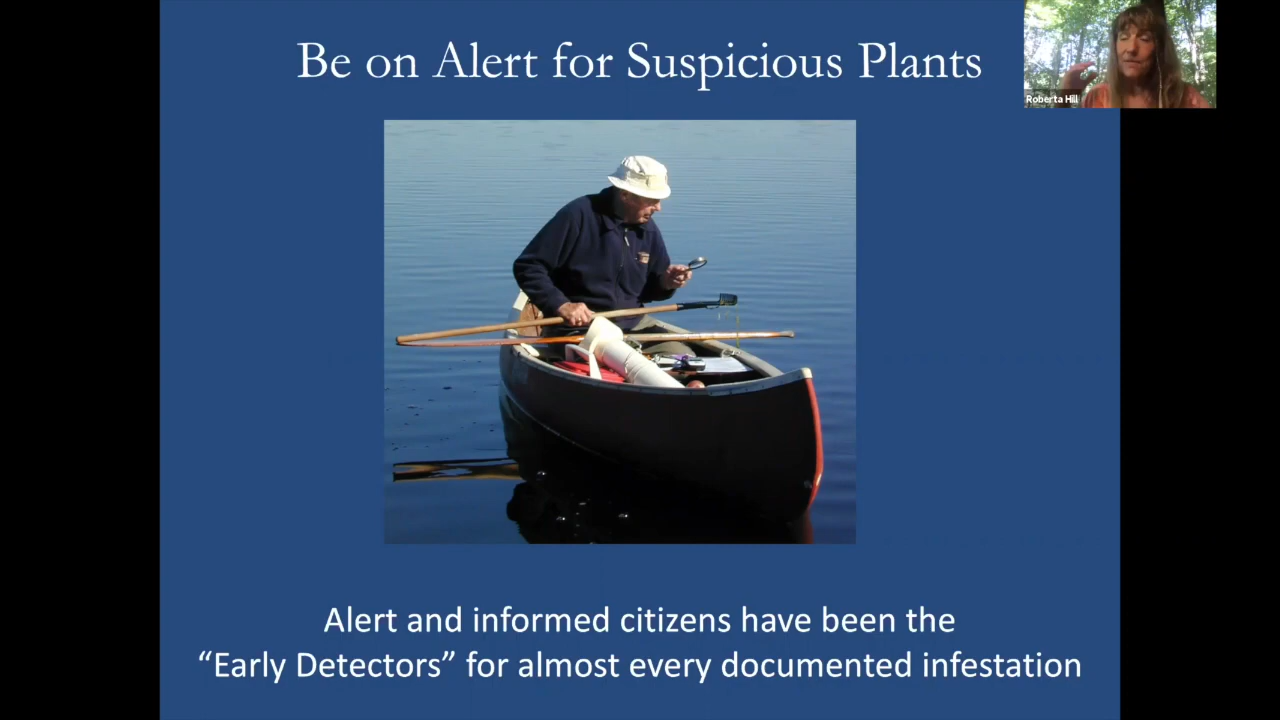 Be on Alert for Suspicious Plants
Roberta Hill
Alert and informed citizens have been the
“Early Detectors” for almost every documented infestation